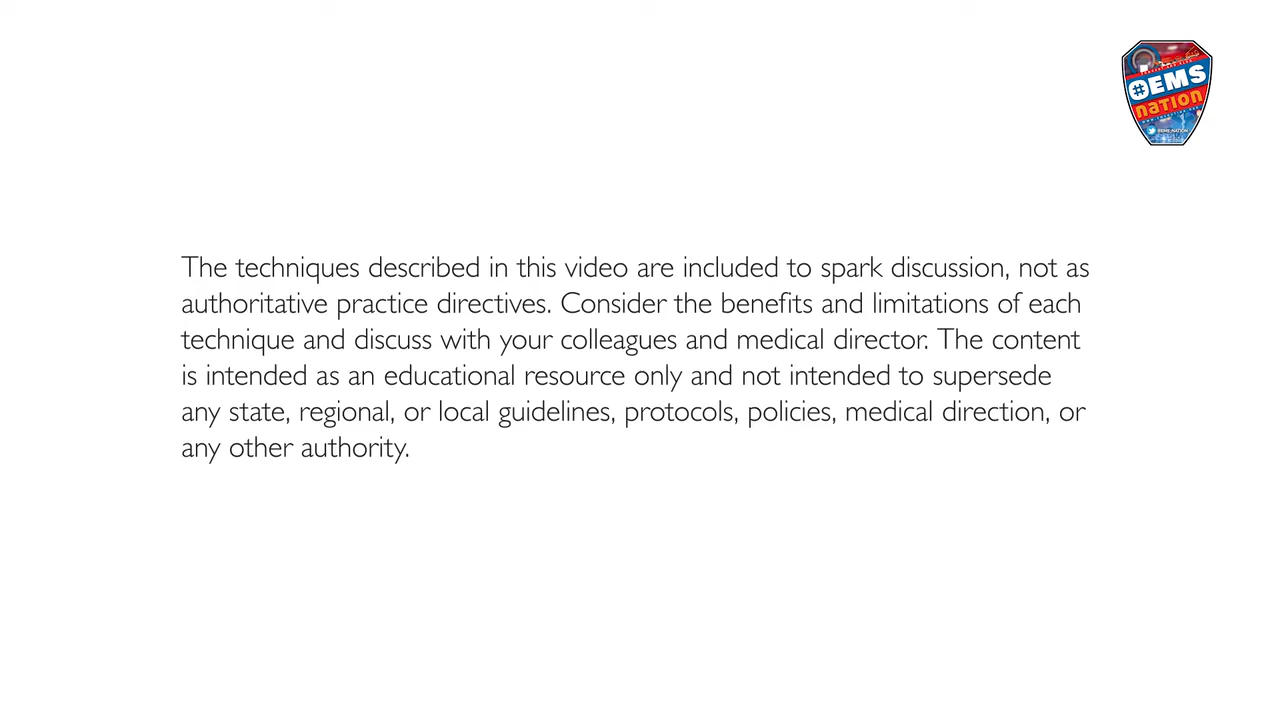 #EMS
nation
The techniques described in this video are included to spark discussion, not as
authoritative practice directives. Consider the benefits and limitations of each
technique and discuss with your colleagues and medical director. The content
is intended as an educational resource only and not intended to supersede
any state, regional, or local guidelines, protocols, policies, medical direction, or
any other authority.